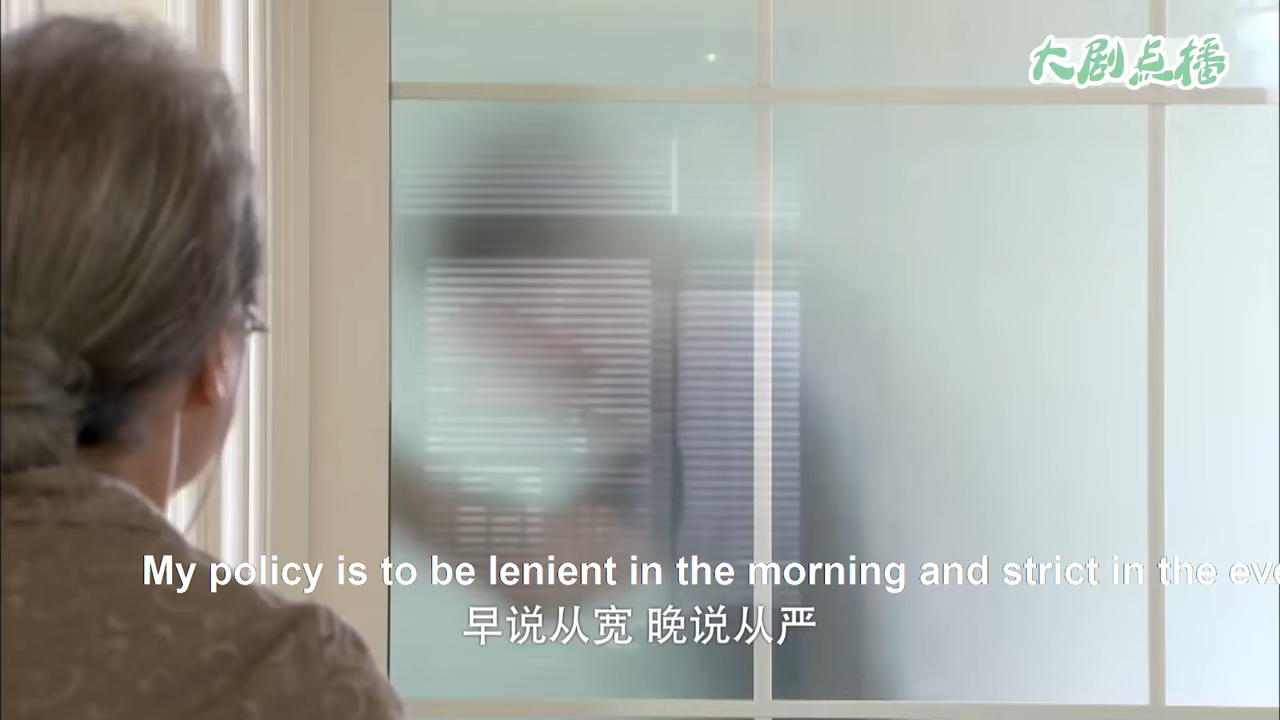 大剧点播
My policy is to be lenient in the morning and strict in the eve
早说从宽 晚说从严